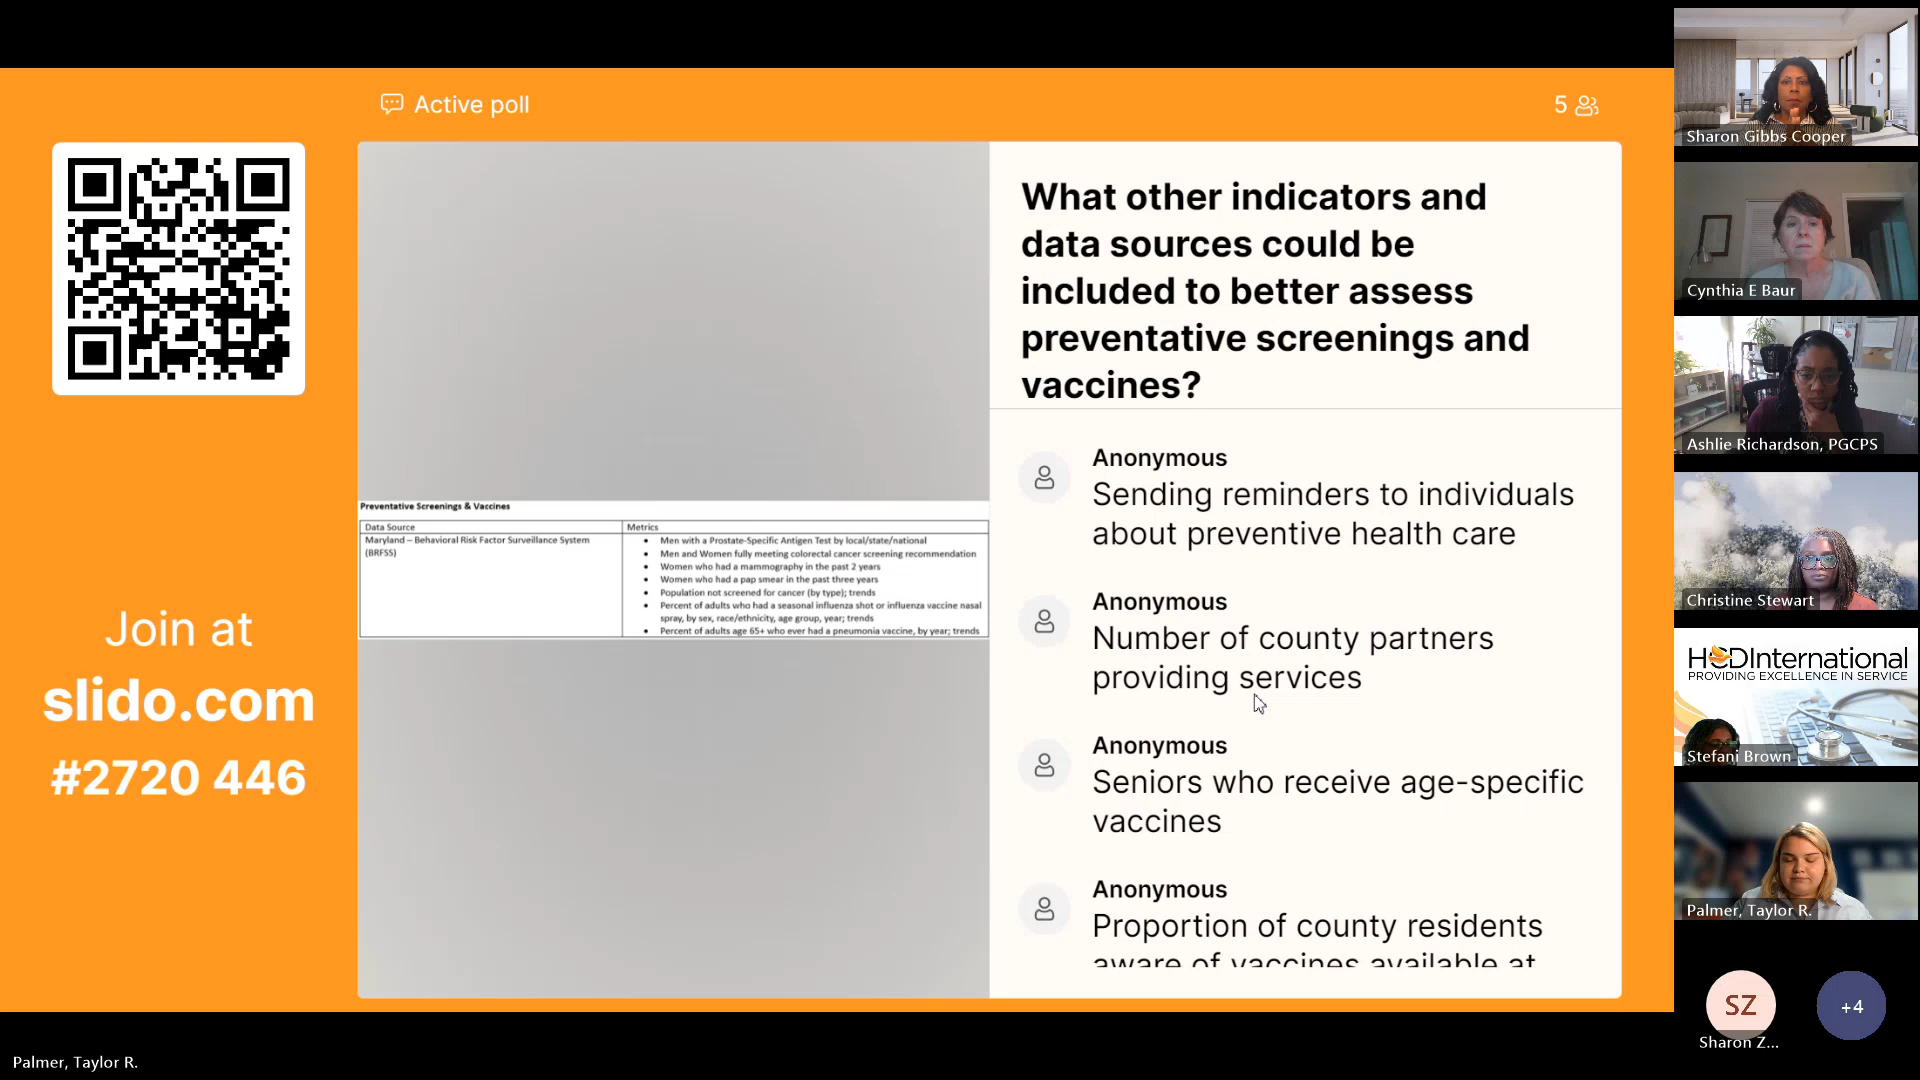 Active poll
5
Join at
slido.com
#2720 446
Preventative Screenings & Vaccines
Data Source
Metrics
Maryland – Behavioral Risk Factor Surveillance System
(BRFSS)
• Men with a Prostate-Specific Antigen Test by local/state/national
• Men and Women fully meeting colorectal cancer screening recommendation
• Women who had a mammography in the past 2 years
• Women who had a pap smear in the past three years
• Population not screened for cancer (by type); trends
• Percent of adults who had a seasonal influenza shot or influenza vaccine nasal
spray, by sex, race/ethnicity, age group, year; trends
• Percent of adults age 65+ who ever had a pneumonia vaccine, by year; trends
What other indicators and
data sources could be
included to better assess
preventative screenings and
vaccines?
Anonymous
Sending reminders to individuals
about preventive health care
Anonymous
Number of county partners
providing services
Anonymous
Seniors who receive age-specific
vaccines
Anonymous
Proportion of county residents
aware of vaccines available at
Sharon Gibbs Cooper
Cynthia E Baur
Ashlie Richardson, PGCPS
Christine Stewart
HSDInternational
PROVIDING EXCELLENCE IN SERVICE
Stefani Brown
Palmer, Taylor R.
SZ
+4
Sharon Z...
Palmer, Taylor R.